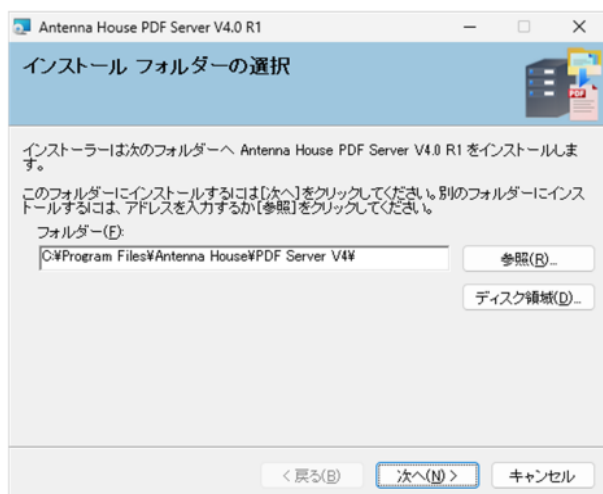 Antenna House PDF Server V4.0 R1
インストール フォルダーの選択
インストーラーは次のフォルダーへ Antenna House PDF Server V4.0 R1 をインストールしま
す。
このフォルダーにインストールするには[次へ]をクリックしてください。別のフォルダーにインス
トールするには、アドレスを入力するか[参照]をクリックしてください。
フォルダー(F):
C:¥Program Files¥Antenna House¥PDF Server V4¥
参照(R)...
ディスク領域(D)...
< 戻る(B)
次へ(N) >
キャンセル
PDF